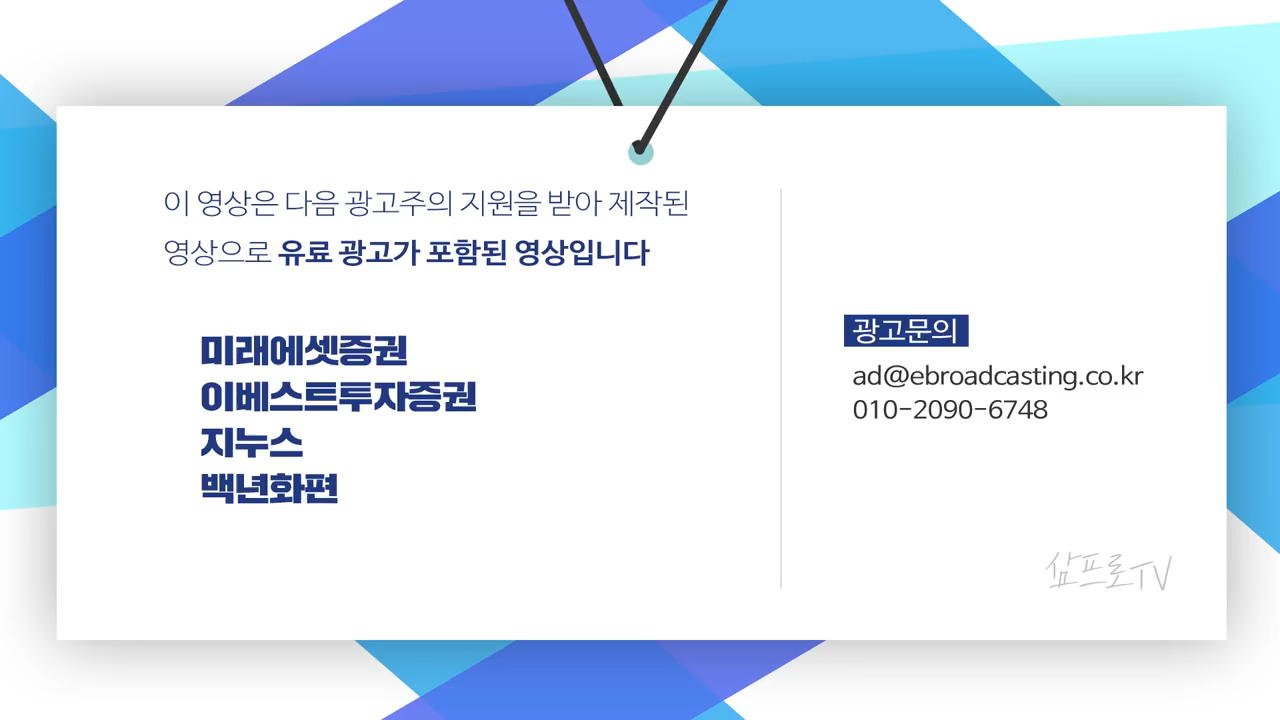 이 영상은 다음 광고주의 지원을 받아 제작된
영상으로 유료 광고가 포함된 영상입니다
미래에셋증권
이베스트투자증권
지누스
백년화편
광고문의
ad@ebroadcasting.co.kr
010-2090-6748
삼프로TV